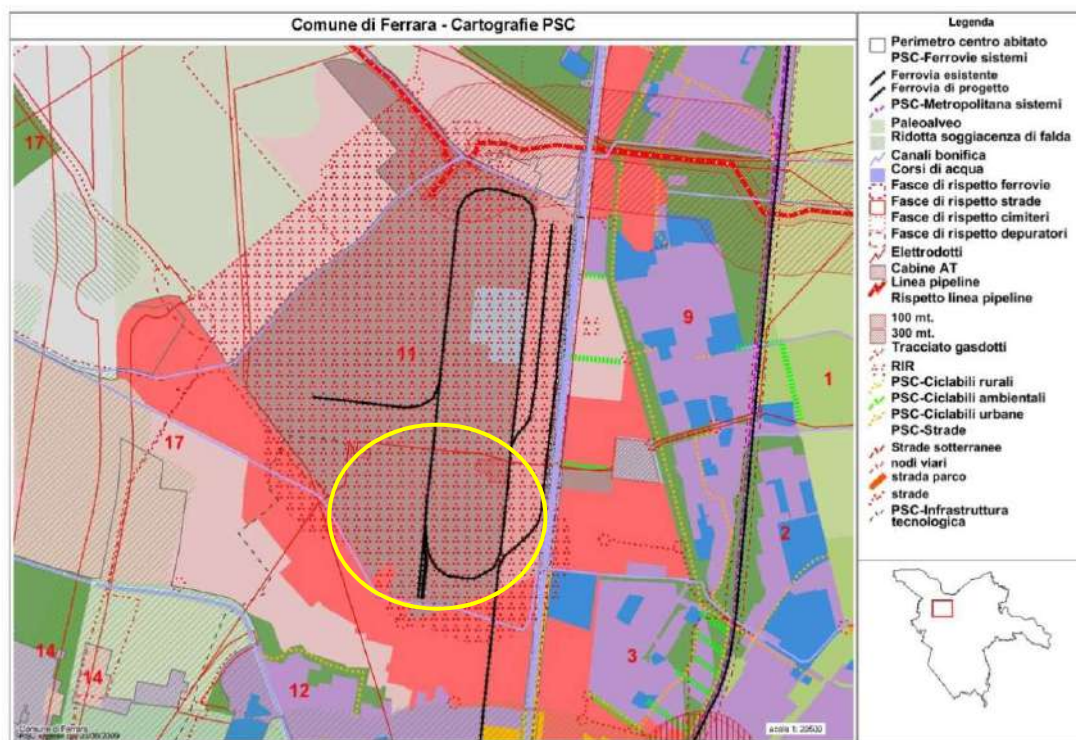 Comune di Ferrara - Cartografie PSC
Legenda
Perimetro centro abitato
PSC-Ferrovie sistemi
Ferrovia esistente
Ferrovia di progetto
PSC-Metropolitana sistemi
Paleoalveo
Ridotta soggiacenza di falda
Canali bonifica
Corsi di acqua
Fasce di rispetto ferrovie
Fasce di rispetto strade
Fasce di rispetto cimiteri
Fasce di rispetto depuratori
Elettrodotti
Cabine AT
Linea pipeline
Rispetto linea pipeline
100 mt.
300 mt.
Tracciato gasdotti
RIR
PSC-Ciclabili rurali
PSC-Ciclabili ambientali
PSC-Ciclabili urbane
PSC-Strade
Strade sotterranee
nodi viari
strada parco
strade
PSC-Infrastruttura
tecnologica
17
11
9
1
17
2
14
14
12
3
Comune di Ferrara
scala 1: